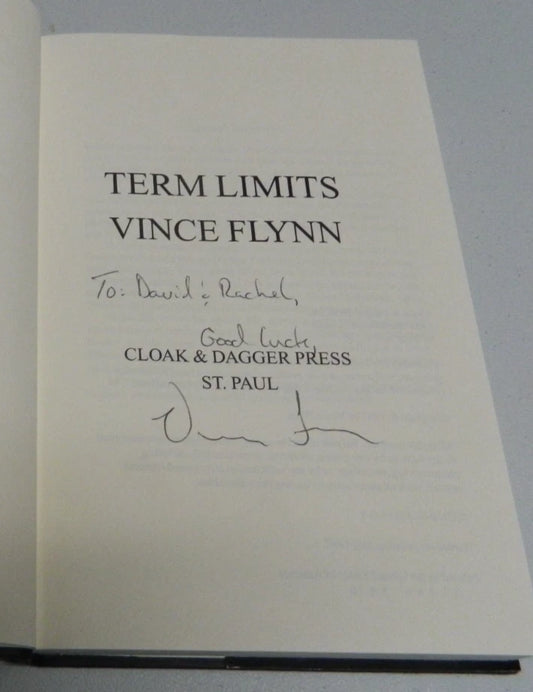 TERM LIMITS
VINCE FLYNN
To: David & Rachel,
Good Luck,
CLOAK & DAGGER PRESS
ST. PAUL